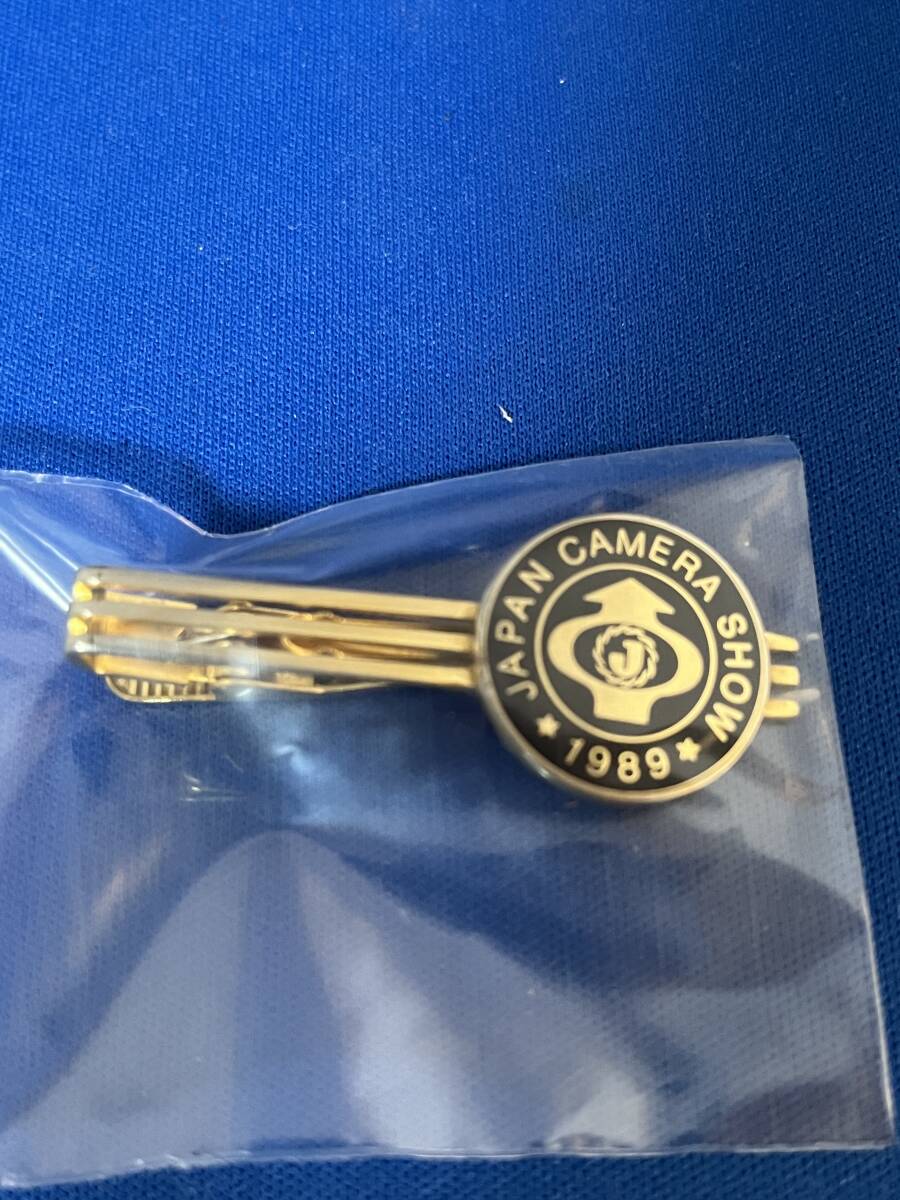 JAPAN CAMERA SHOW
★ 1989 ★
J